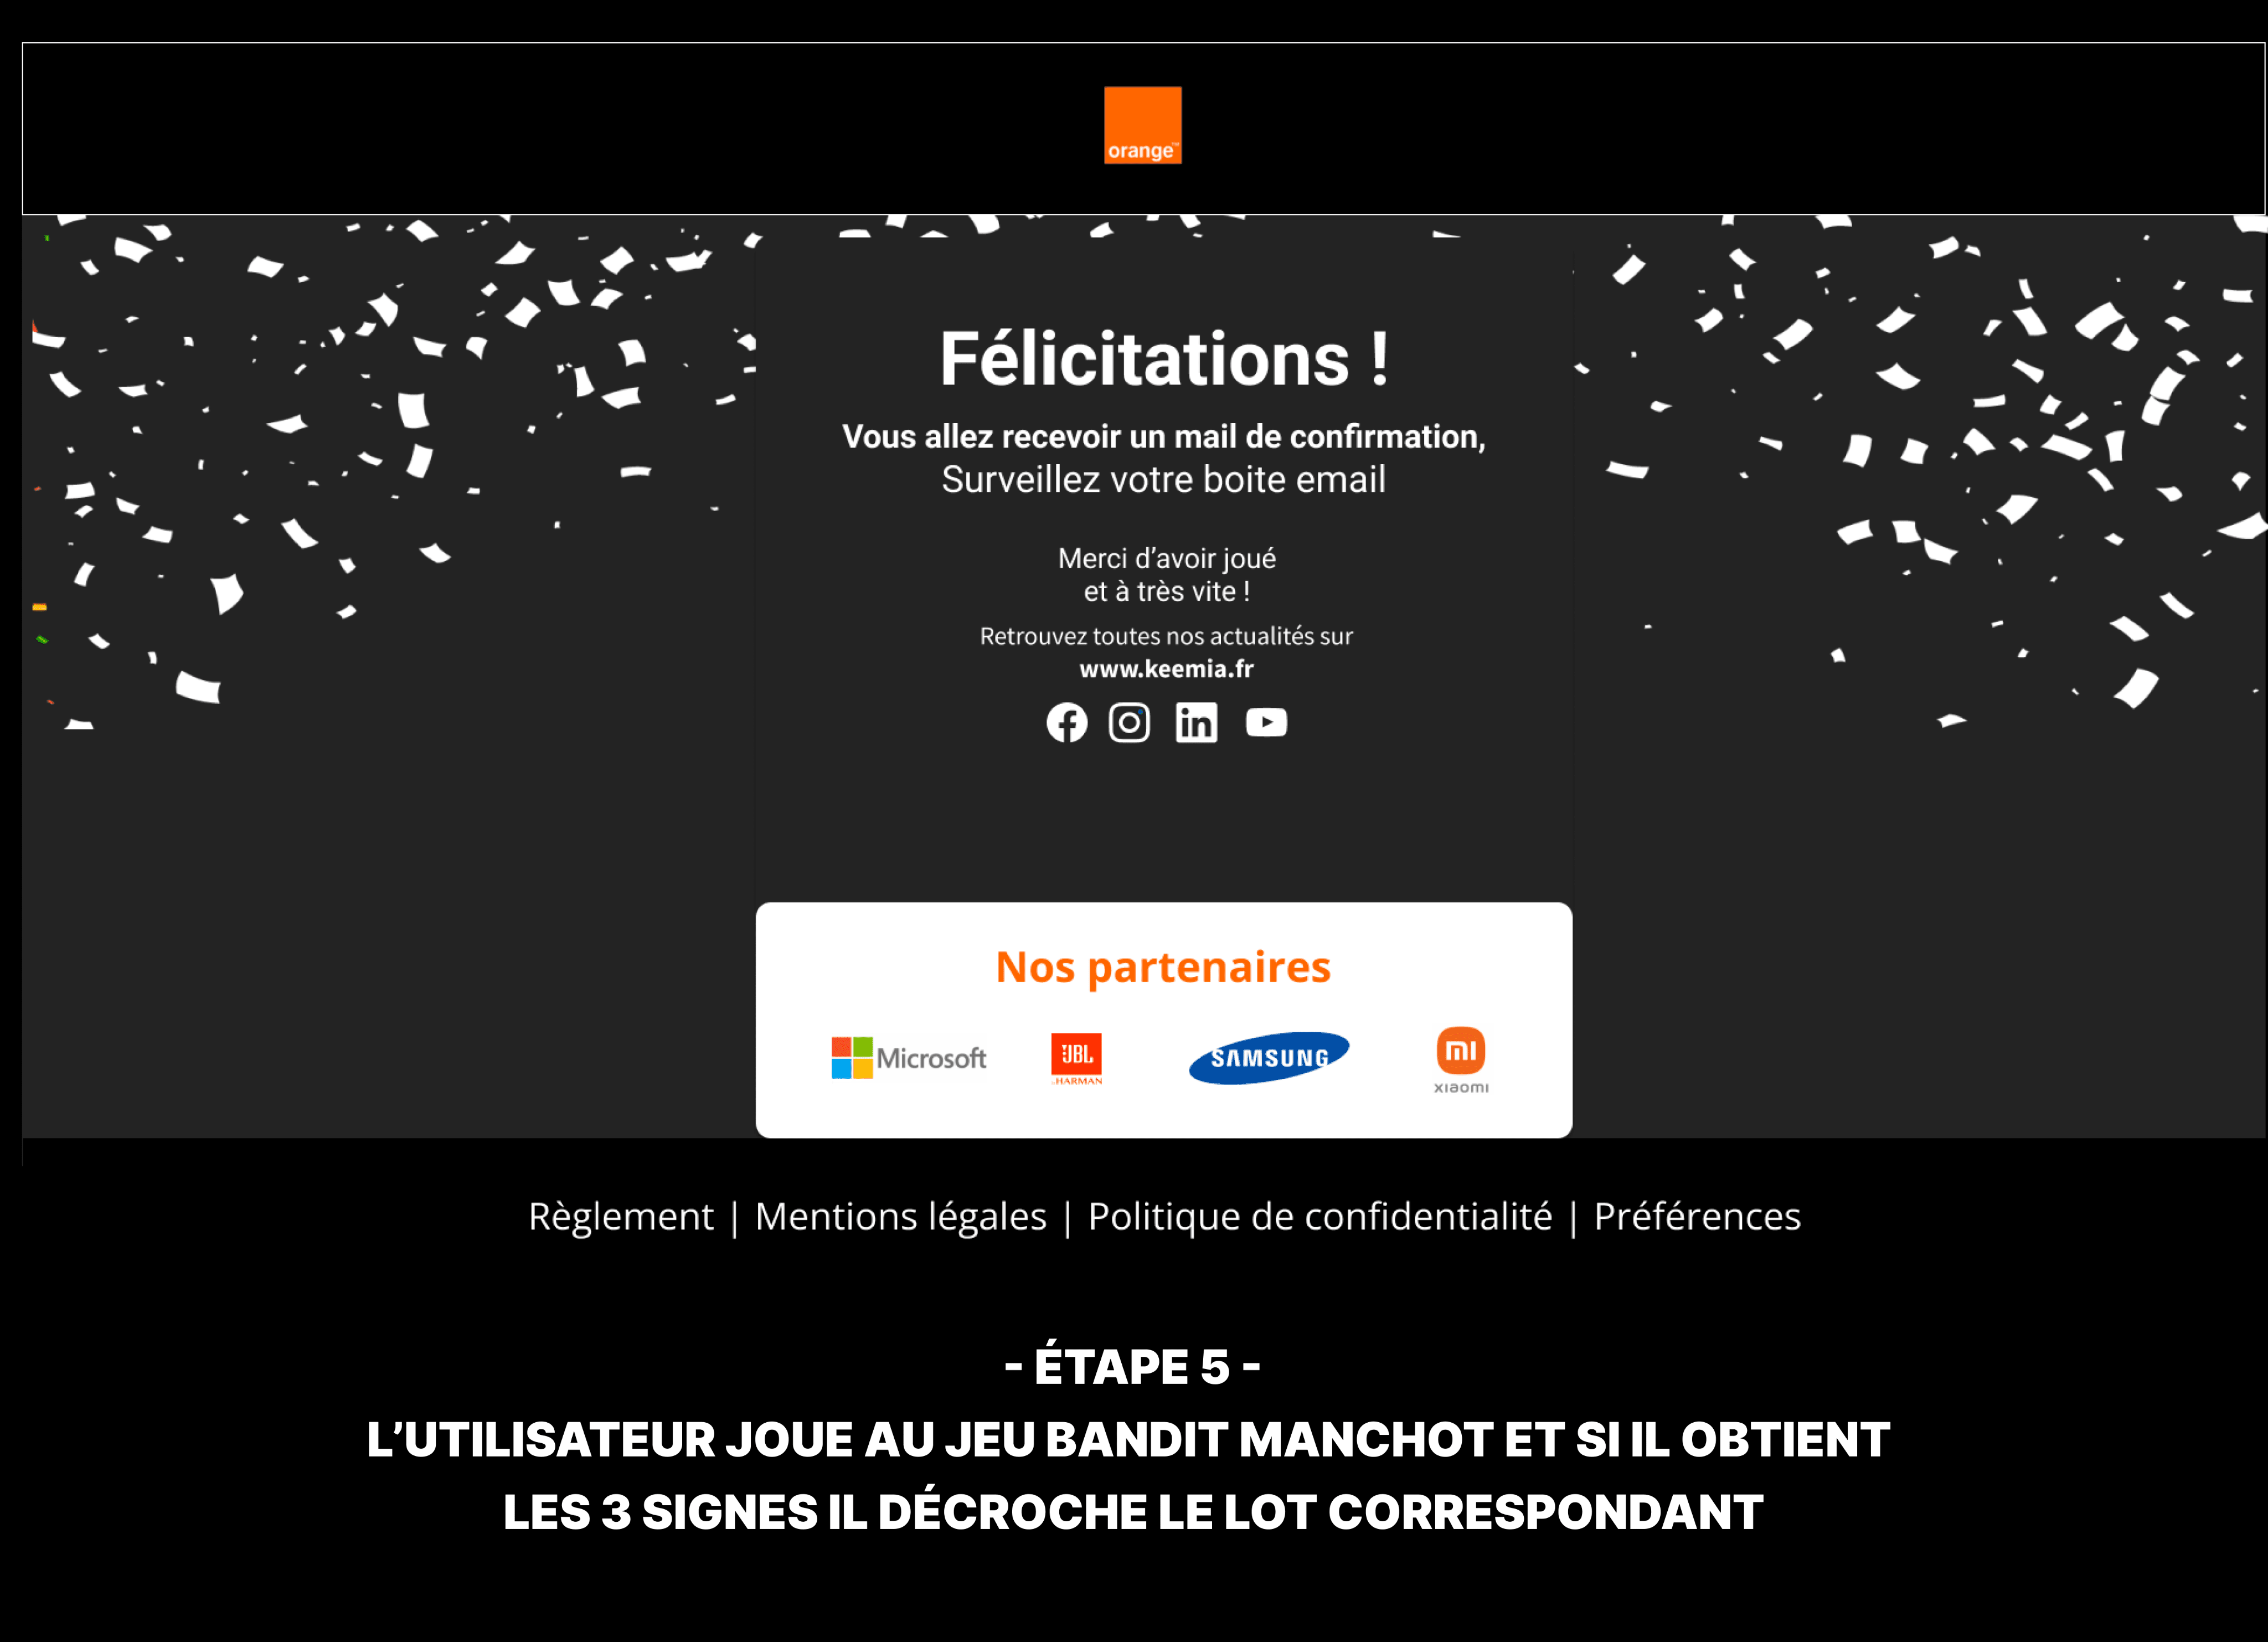 orange™
Félicitations !
Vous allez recevoir un mail de confirmation,
Surveillez votre boite email
Merci d’avoir joué
et à très vite !
Retrouvez toutes nos actualités sur
www.keemia.fr
in
Nos partenaires
Microsoft
JBL
HARMAN
SAMSUNG
mi
xiaomi
Règlement | Mentions légales | Politique de confidentialité | Préférences
- ÉTAPE 5 -
L’UTILISATEUR JOUE AU JEU BANDIT MANCHOT ET SI IL OBTIENT
LES 3 SIGNES IL DÉCROCHE LE LOT CORRESPONDANT